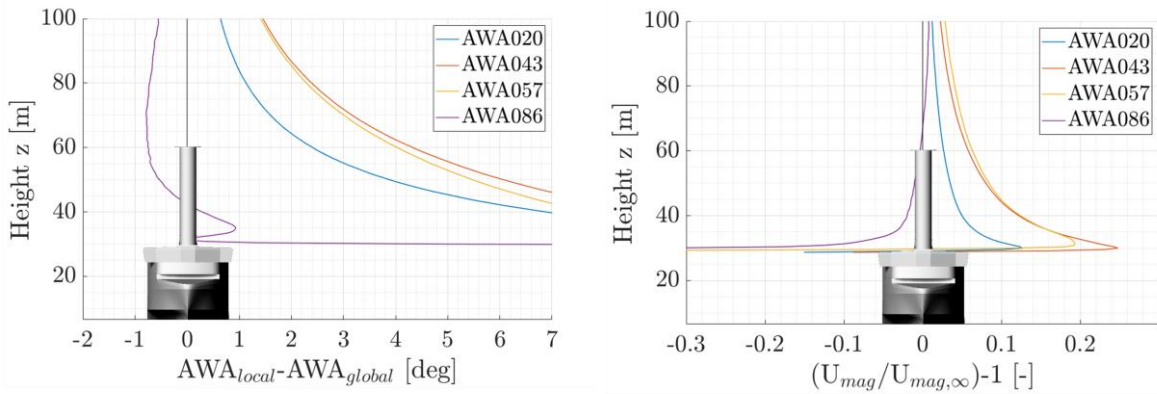 100
80
60
40
20
Height z [m]
-2 -1 0 1 2 3 4 5 6 7
AWA_local-AWA_global [deg]
AWA020
AWA043
AWA057
AWA086
100
80
60
40
20
Height z [m]
-0.3 -0.2 -0.1 0 0.1 0.2
(U_mag/U_mag,∞)-1 [-]
AWA020
AWA043
AWA057
AWA086